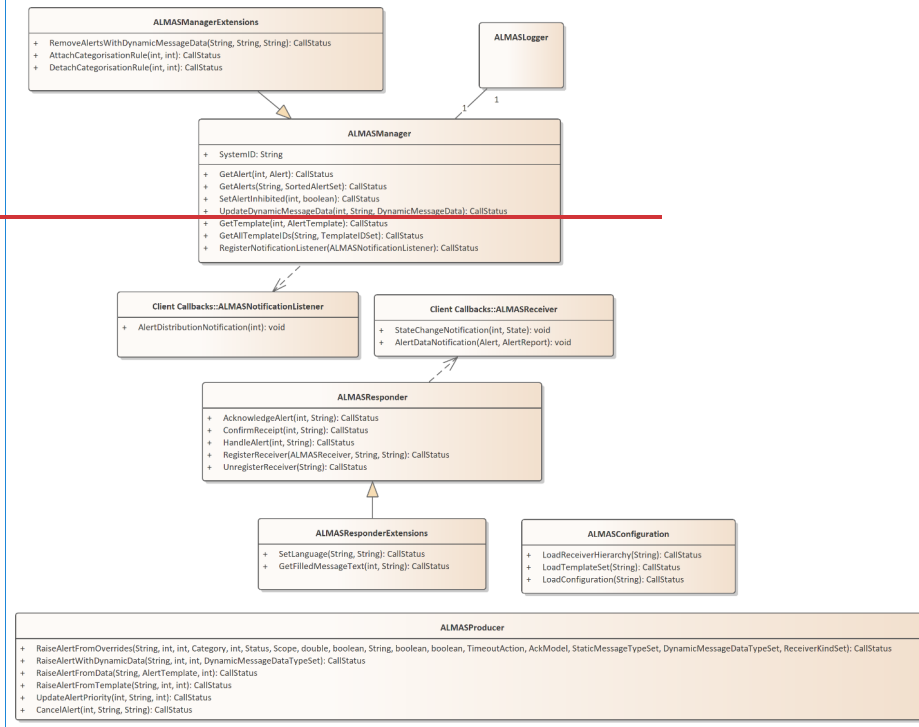 ALMASManagerExtensions
+ RemoveAlertsWithDynamicMessageData(String, String, String): CallStatus
+ AttachCategorisationRule(int, int): CallStatus
+ DetachCategorisationRule(int, int): CallStatus
ALMASLogger
1
1
ALMASManager
+ SystemID: String
+ GetAlert(int, Alert): CallStatus
+ GetAlerts(String, SortedAlertSet): CallStatus
+ SetAlertInhibited(int, boolean): CallStatus
+ UpdateDynamicMessageData(int, String, DynamicMessageData): CallStatus
+ GetTemplate(int, AlertTemplate): CallStatus
+ GetAllTemplateIDs(String, TemplateIDSet): CallStatus
+ RegisterNotificationListener(ALMASNotificationListener): CallStatus
Client Callbacks::ALMASNotificationListener
+ AlertDistributionNotification(int): void
Client Callbacks::ALMASReceiver
+ StateChangeNotification(int, State): void
+ AlertDataNotification(Alert, AlertReport): void
ALMASResponder
+ AcknowledgeAlert(int, String): CallStatus
+ ConfirmReceipt(int, String): CallStatus
+ HandleAlert(int, String): CallStatus
+ RegisterReceiver(ALMASReceiver, String, String): CallStatus
+ UnregisterReceiver(String): CallStatus
ALMASResponderExtensions
+ SetLanguage(String, String): CallStatus
+ GetFilledMessageText(int, String): CallStatus
ALMASConfiguration
+ LoadReceiverHierarchy(String): CallStatus
+ LoadTemplateSet(String): CallStatus
+ LoadConfiguration(String): CallStatus
ALMASProducer
+ RaiseAlertFromOverrides(String, int, int, Category, int, Status, Scope, double, boolean, String, boolean, boolean, TimeoutAction, AckModel, StaticMessageTypeSet, DynamicMessageDataTypeSet, ReceiverKindSet): CallStatus
+ RaiseAlertWithDynamicData(String, int, int, DynamicMessageDataTypeSet): CallStatus
+ RaiseAlertFromData(String, AlertTemplate, int): CallStatus
+ RaiseAlertFromTemplate(String, int, int): CallStatus
+ UpdateAlertPriority(int, String, int): CallStatus
+ CancelAlert(int, String, String): CallStatus